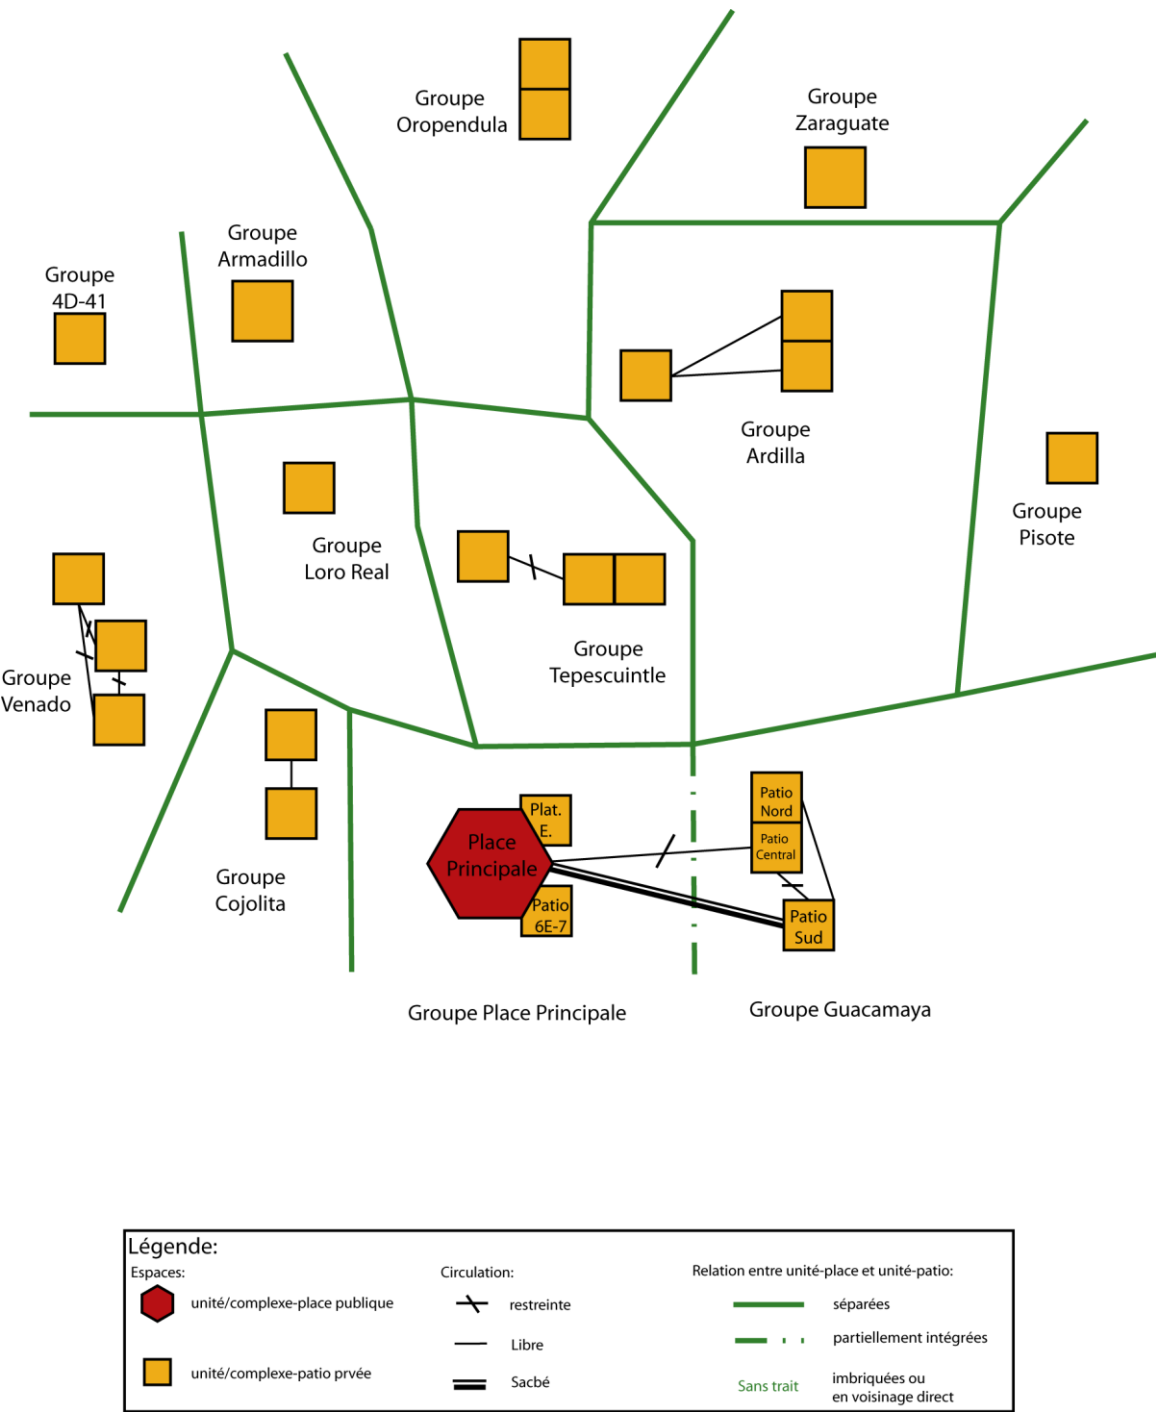 Groupe
Oropendula
Groupe
Zaraguate
Groupe
Armadillo
Groupe
4D-41
Groupe
Ardilla
Groupe
Pisote
Groupe
Loro Real
Groupe
Tepescuintle
Groupe
Venado
Groupe
Cojolita
Plat.
E.
Place
Principale
Patio
6E-7
Patio
Nord
Patio
Central
Patio
Sud
Groupe Place Principale
Groupe Guacamaya
Légende:
Espaces:
unité/complexe-place publique
unité/complexe-patio prvée
Circulation:
restreinte
Libre
Sacbé
Relation entre unité-place et unité-patio:
séparées
partiellement intégrées
Sans trait
imbriquées ou
en voisinage direct